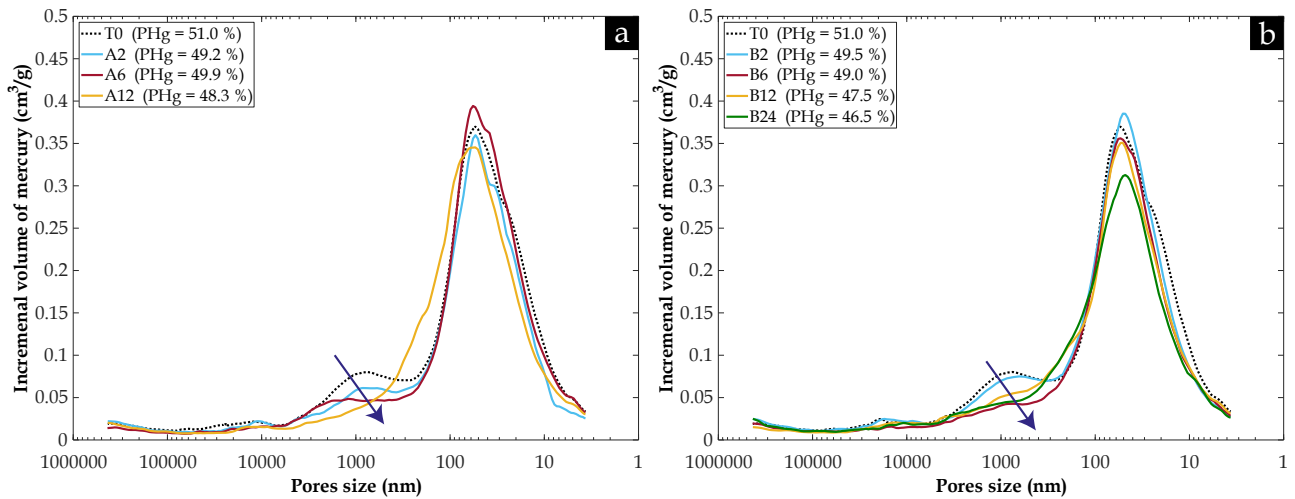 a
T0 (PHg = 51.0 %)
A2 (PHg = 49.2 %)
A6 (PHg = 49.9 %)
A12 (PHg = 48.3 %)
Incremenal volume of mercury (cm³/g)
0.5
0.45
0.4
0.35
0.3
0.25
0.2
0.15
0.1
0.05
0
1000000 100000 10000 1000 100 10 1
Pores size (nm)
b
T0 (PHg = 51.0 %)
B2 (PHg = 49.5 %)
B6 (PHg = 49.0 %)
B12 (PHg = 47.5 %)
B24 (PHg = 46.5 %)
Incremenal volume of mercury (cm³/g)
0.5
0.45
0.4
0.35
0.3
0.25
0.2
0.15
0.1
0.05
0
1000000 100000 10000 1000 100 10 1
Pores size (nm)